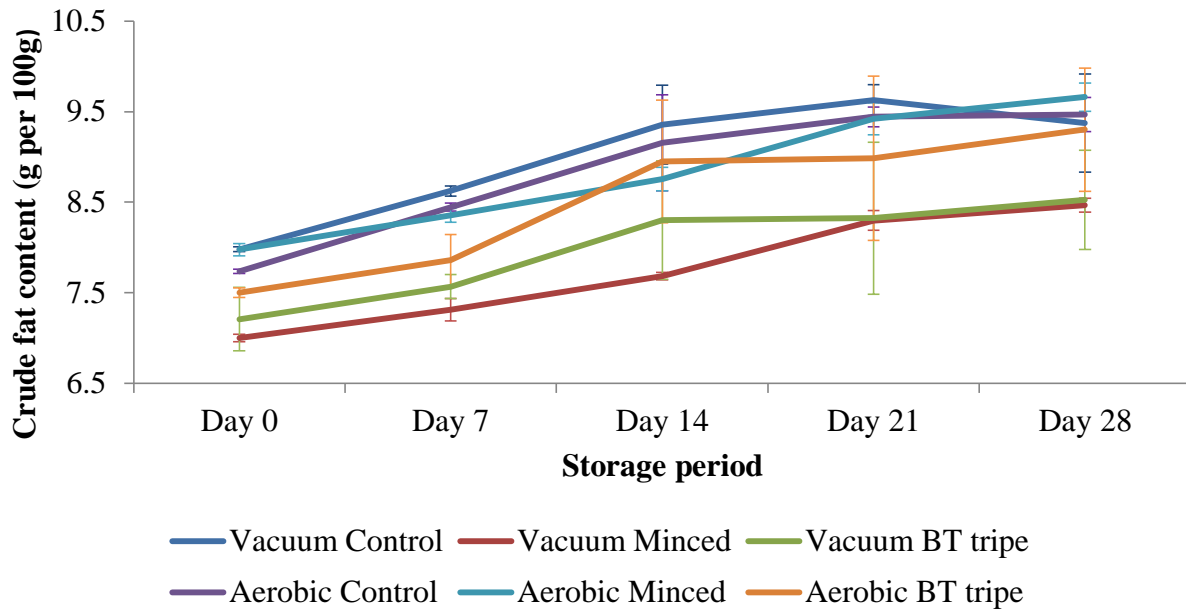 Crude fat content (g per 100g)
10.5
9.5
8.5
7.5
6.5
Day 0 Day 7 Day 14 Day 21 Day 28
Storage period
Vacuum Control Vacuum Minced Vacuum BT tripe
Aerobic Control Aerobic Minced Aerobic BT tripe